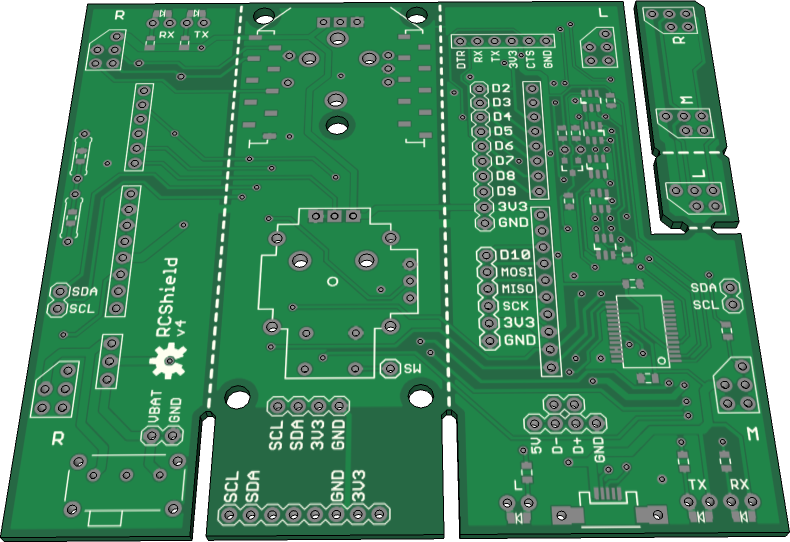 R
RX
TX
L
R
DTR
RX
TX
3V3
CTS
GND
M
D2
D3
D4
D5
D6
D7
D8
D9
3V3
GND
L
D10
MOSI
MISO
SCK
3V3
GND
SDA
SCL
SDA
SCL
RCShield
v4
SW
VBAT
GND
R
SCL
SDA
3V3
GND
5V
D-
D+
GND
M
SCL
SDA
GND
3V3
L
TX
RX